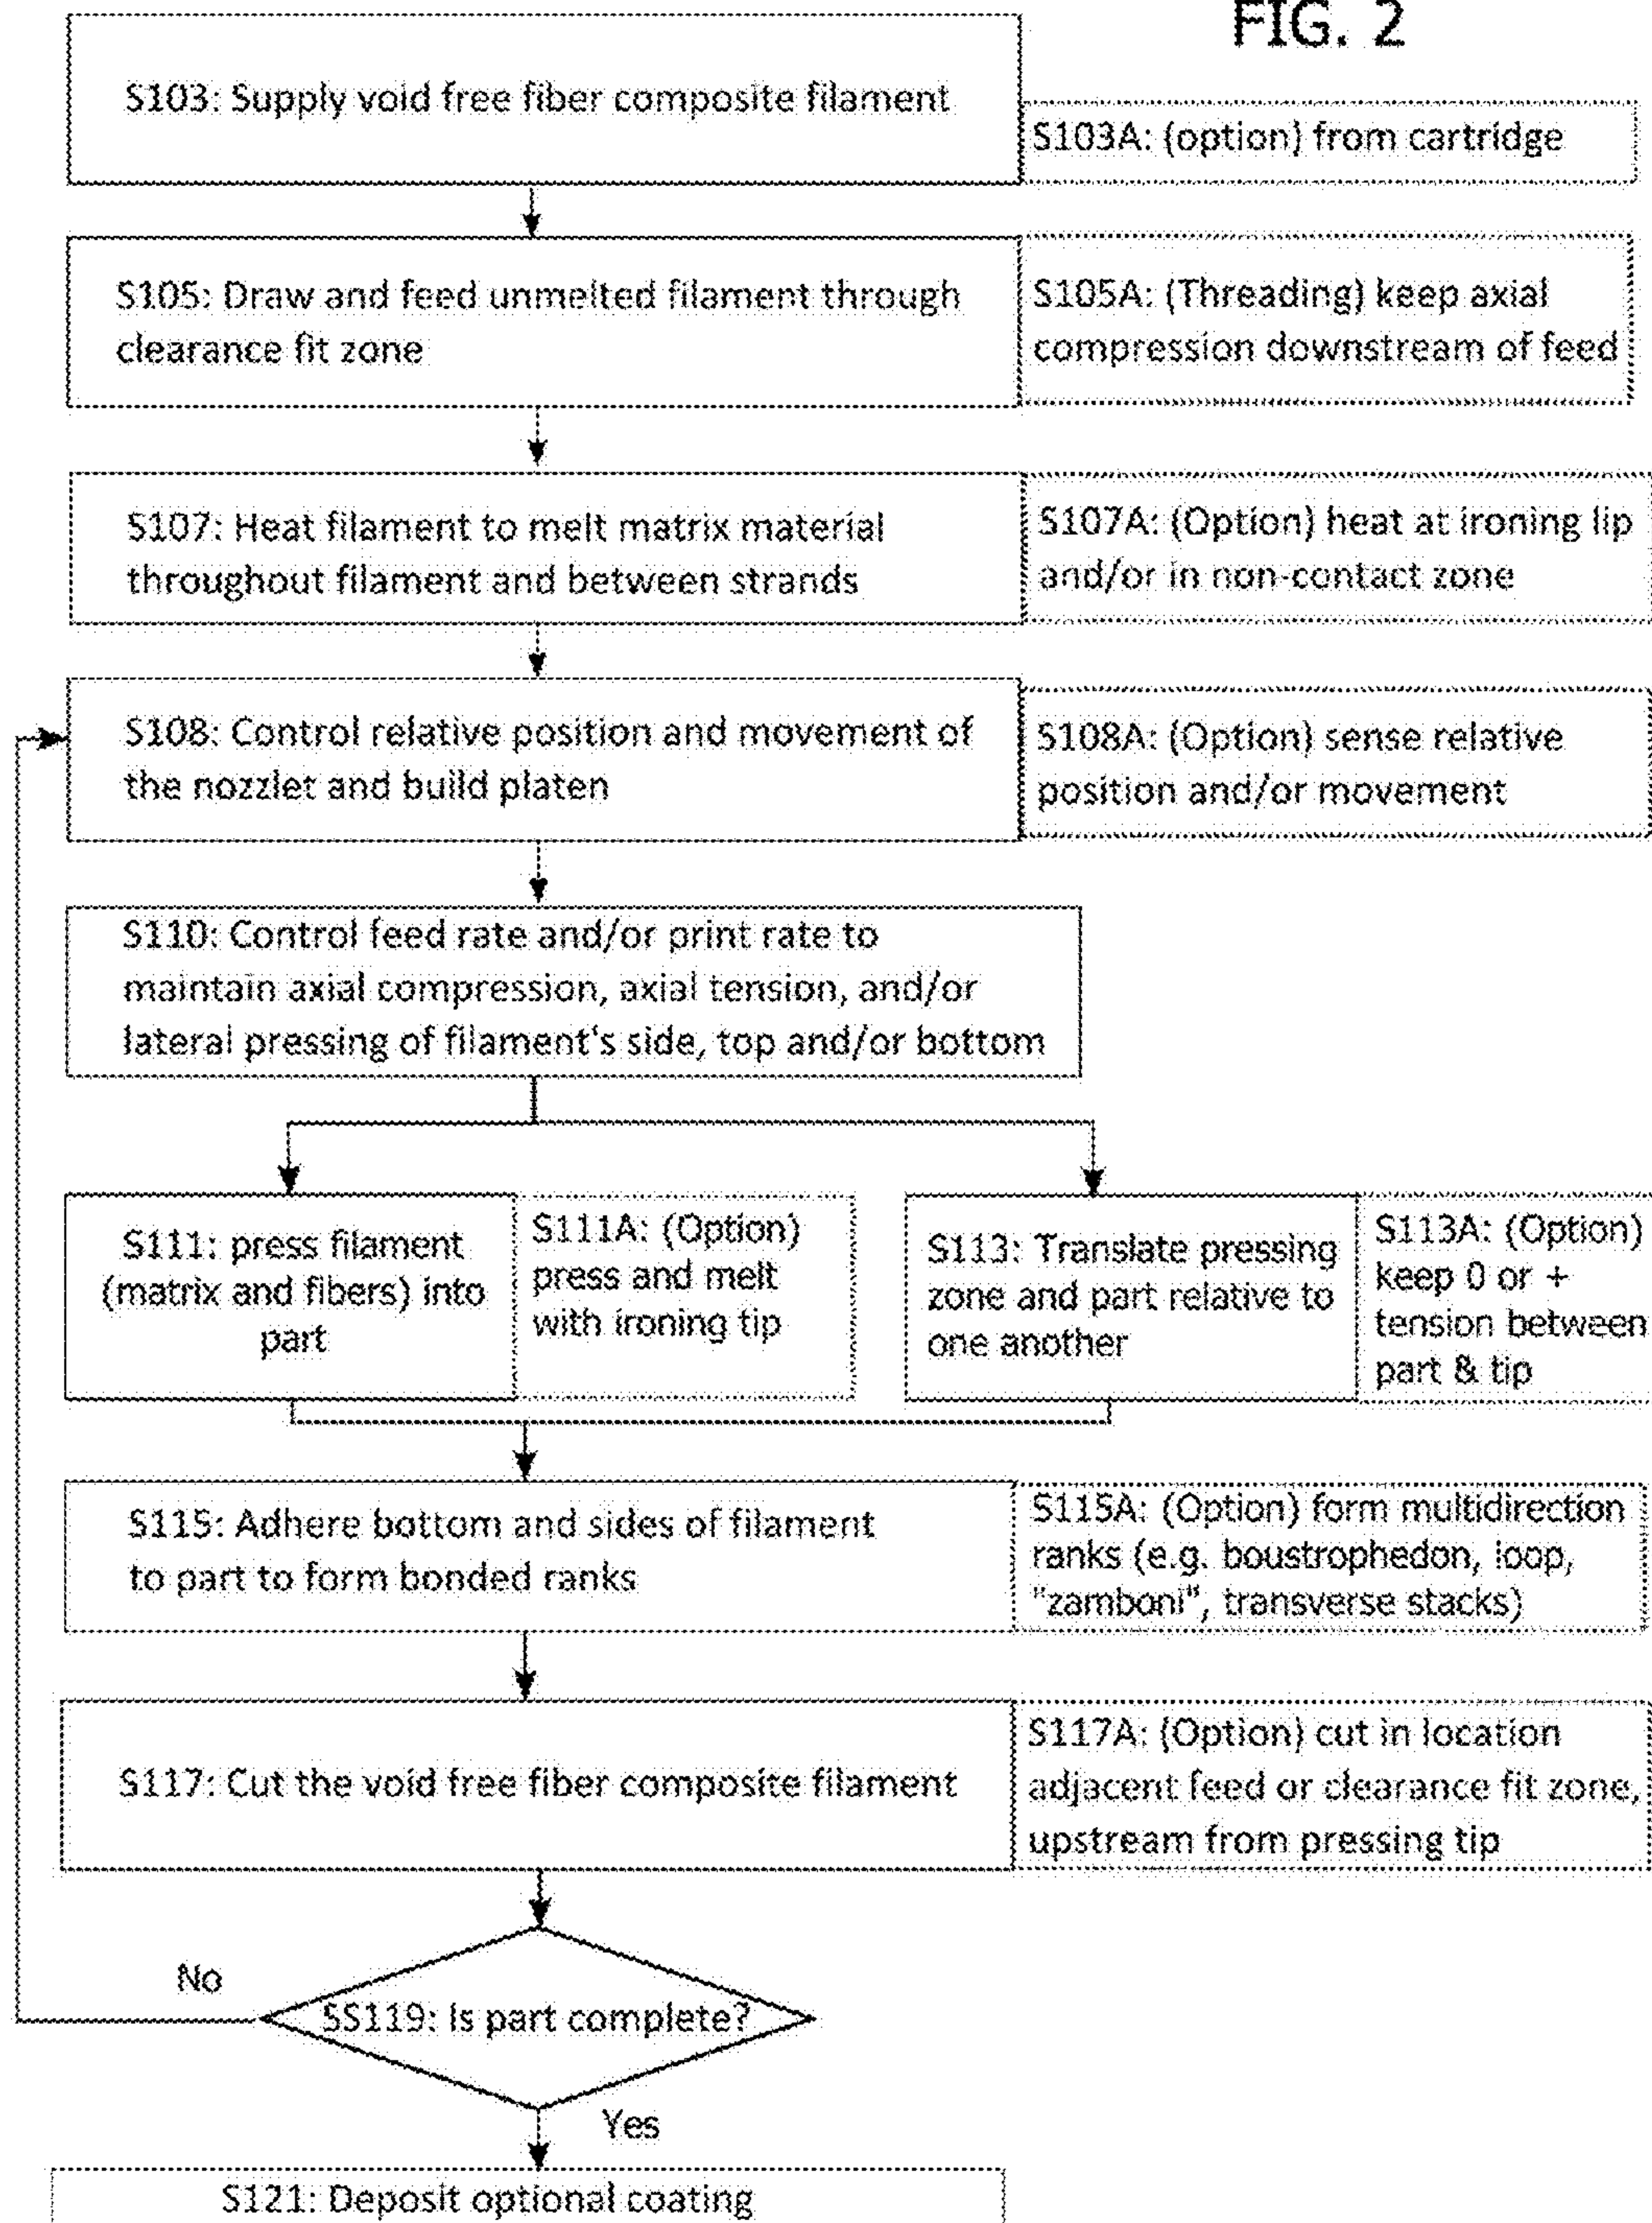 FIG. 2
S103: Supply void free fiber composite filament
S103A: (option) from cartridge
S105: Draw and feed unmelted filament through
clearance fit zone
S105A: (Threading) keep axial
compression downstream of feed
S107: Heat filament to melt matrix material
throughout filament and between strands
S107A: (Option) heat at ironing lip
and/or in non-contact zone
S108: Control relative position and movement of
the nozzlet and build platen
S108A: (Option) sense relative
position and/or movement
S110: Control feed rate and/or print rate to
maintain axial compression, axial tension, and/or
lateral pressing of filament's side, top and/or bottom
S111: press filament
(matrix and fibers) into
part
S111A: (Option)
press and melt
with ironing tip
S113: Translate pressing
zone and part relative to
one another
S113A: (Option)
keep 0 or +
tension between
part & tip
S115: Adhere bottom and sides of filament
to part to form bonded ranks
S115A: (Option) form multidirection
ranks (e.g. boustrophedon, loop,
"zamboni", transverse stacks)
S117: Cut the void free fiber composite filament
S117A: (Option) cut in location
adjacent feed or clearance fit zone,
upstream from pressing tip
No
SS119: Is part complete?
Yes
S121: Deposit optional coating